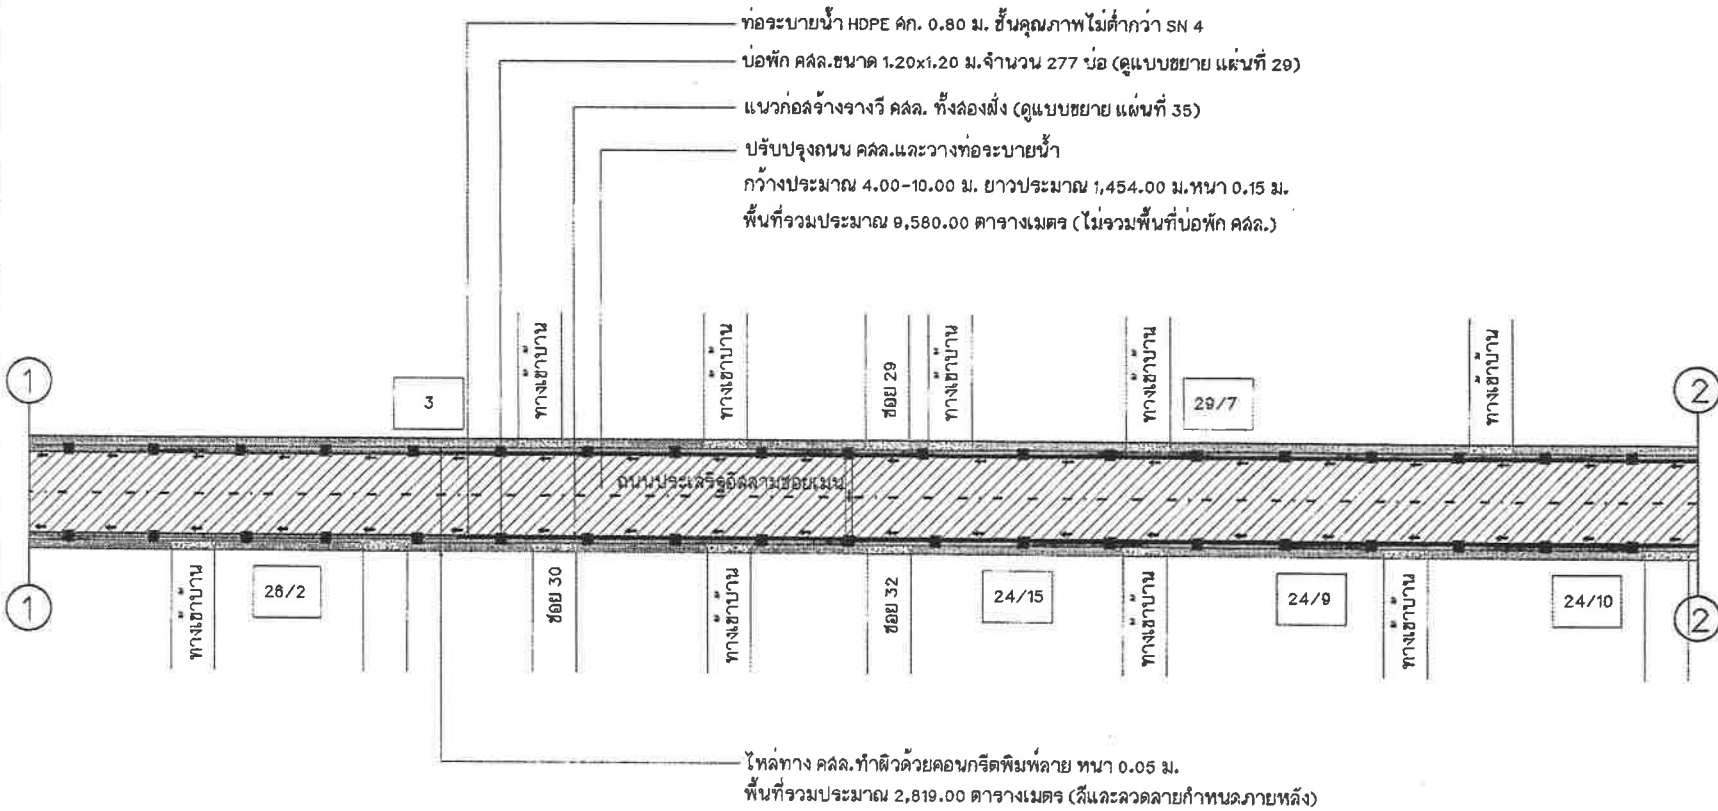 ท่อระบายน้ำ HDPE ศก. 0.80 ม. ชั้นคุณภาพไม่ต่ำกว่า SN 4
บ่อพัก คสล.ขนาด 1.20x1.20 ม.จำนวน 277 บ่อ (ดูแบบขยาย แผ่นที่ 29)
แนวก่อสร้างรางวี คสล. ทั้งสองฝั่ง (ดูแบบขยาย แผ่นที่ 35)
ปรับปรุงถนน คสล.และวางท่อระบายน้ำ
กว้างประมาณ 4.00-10.00 ม. ยาวประมาณ 1,454.00 ม.หนา 0.15 ม.
พื้นที่รวมประมาณ 9,580.00 ตารางเมตร (ไม่รวมพื้นที่บ่อพัก คสล.)
ทางเข้าบ้าน
ทางเข้าบ้าน
ซอย 29
ทางเข้าบ้าน
ทางเข้าบ้าน
ทางเข้าบ้าน
1
3
29/7
2
ถนนประเสริฐอิสลามซอยเมน
1
ทางเข้าบ้าน
28/2
ซอย 30
ทางเข้าบ้าน
ซอย 32
24/15
ทางเข้าบ้าน
24/9
ทางเข้าบ้าน
24/10
2
ไหล่ทาง คสล.ทำผิวด้วยคอนกรีตพิมพ์ลาย หนา 0.05 ม.
พื้นที่รวมประมาณ 2,819.00 ตารางเมตร (สีและลวดลายกำหนดภายหลัง)